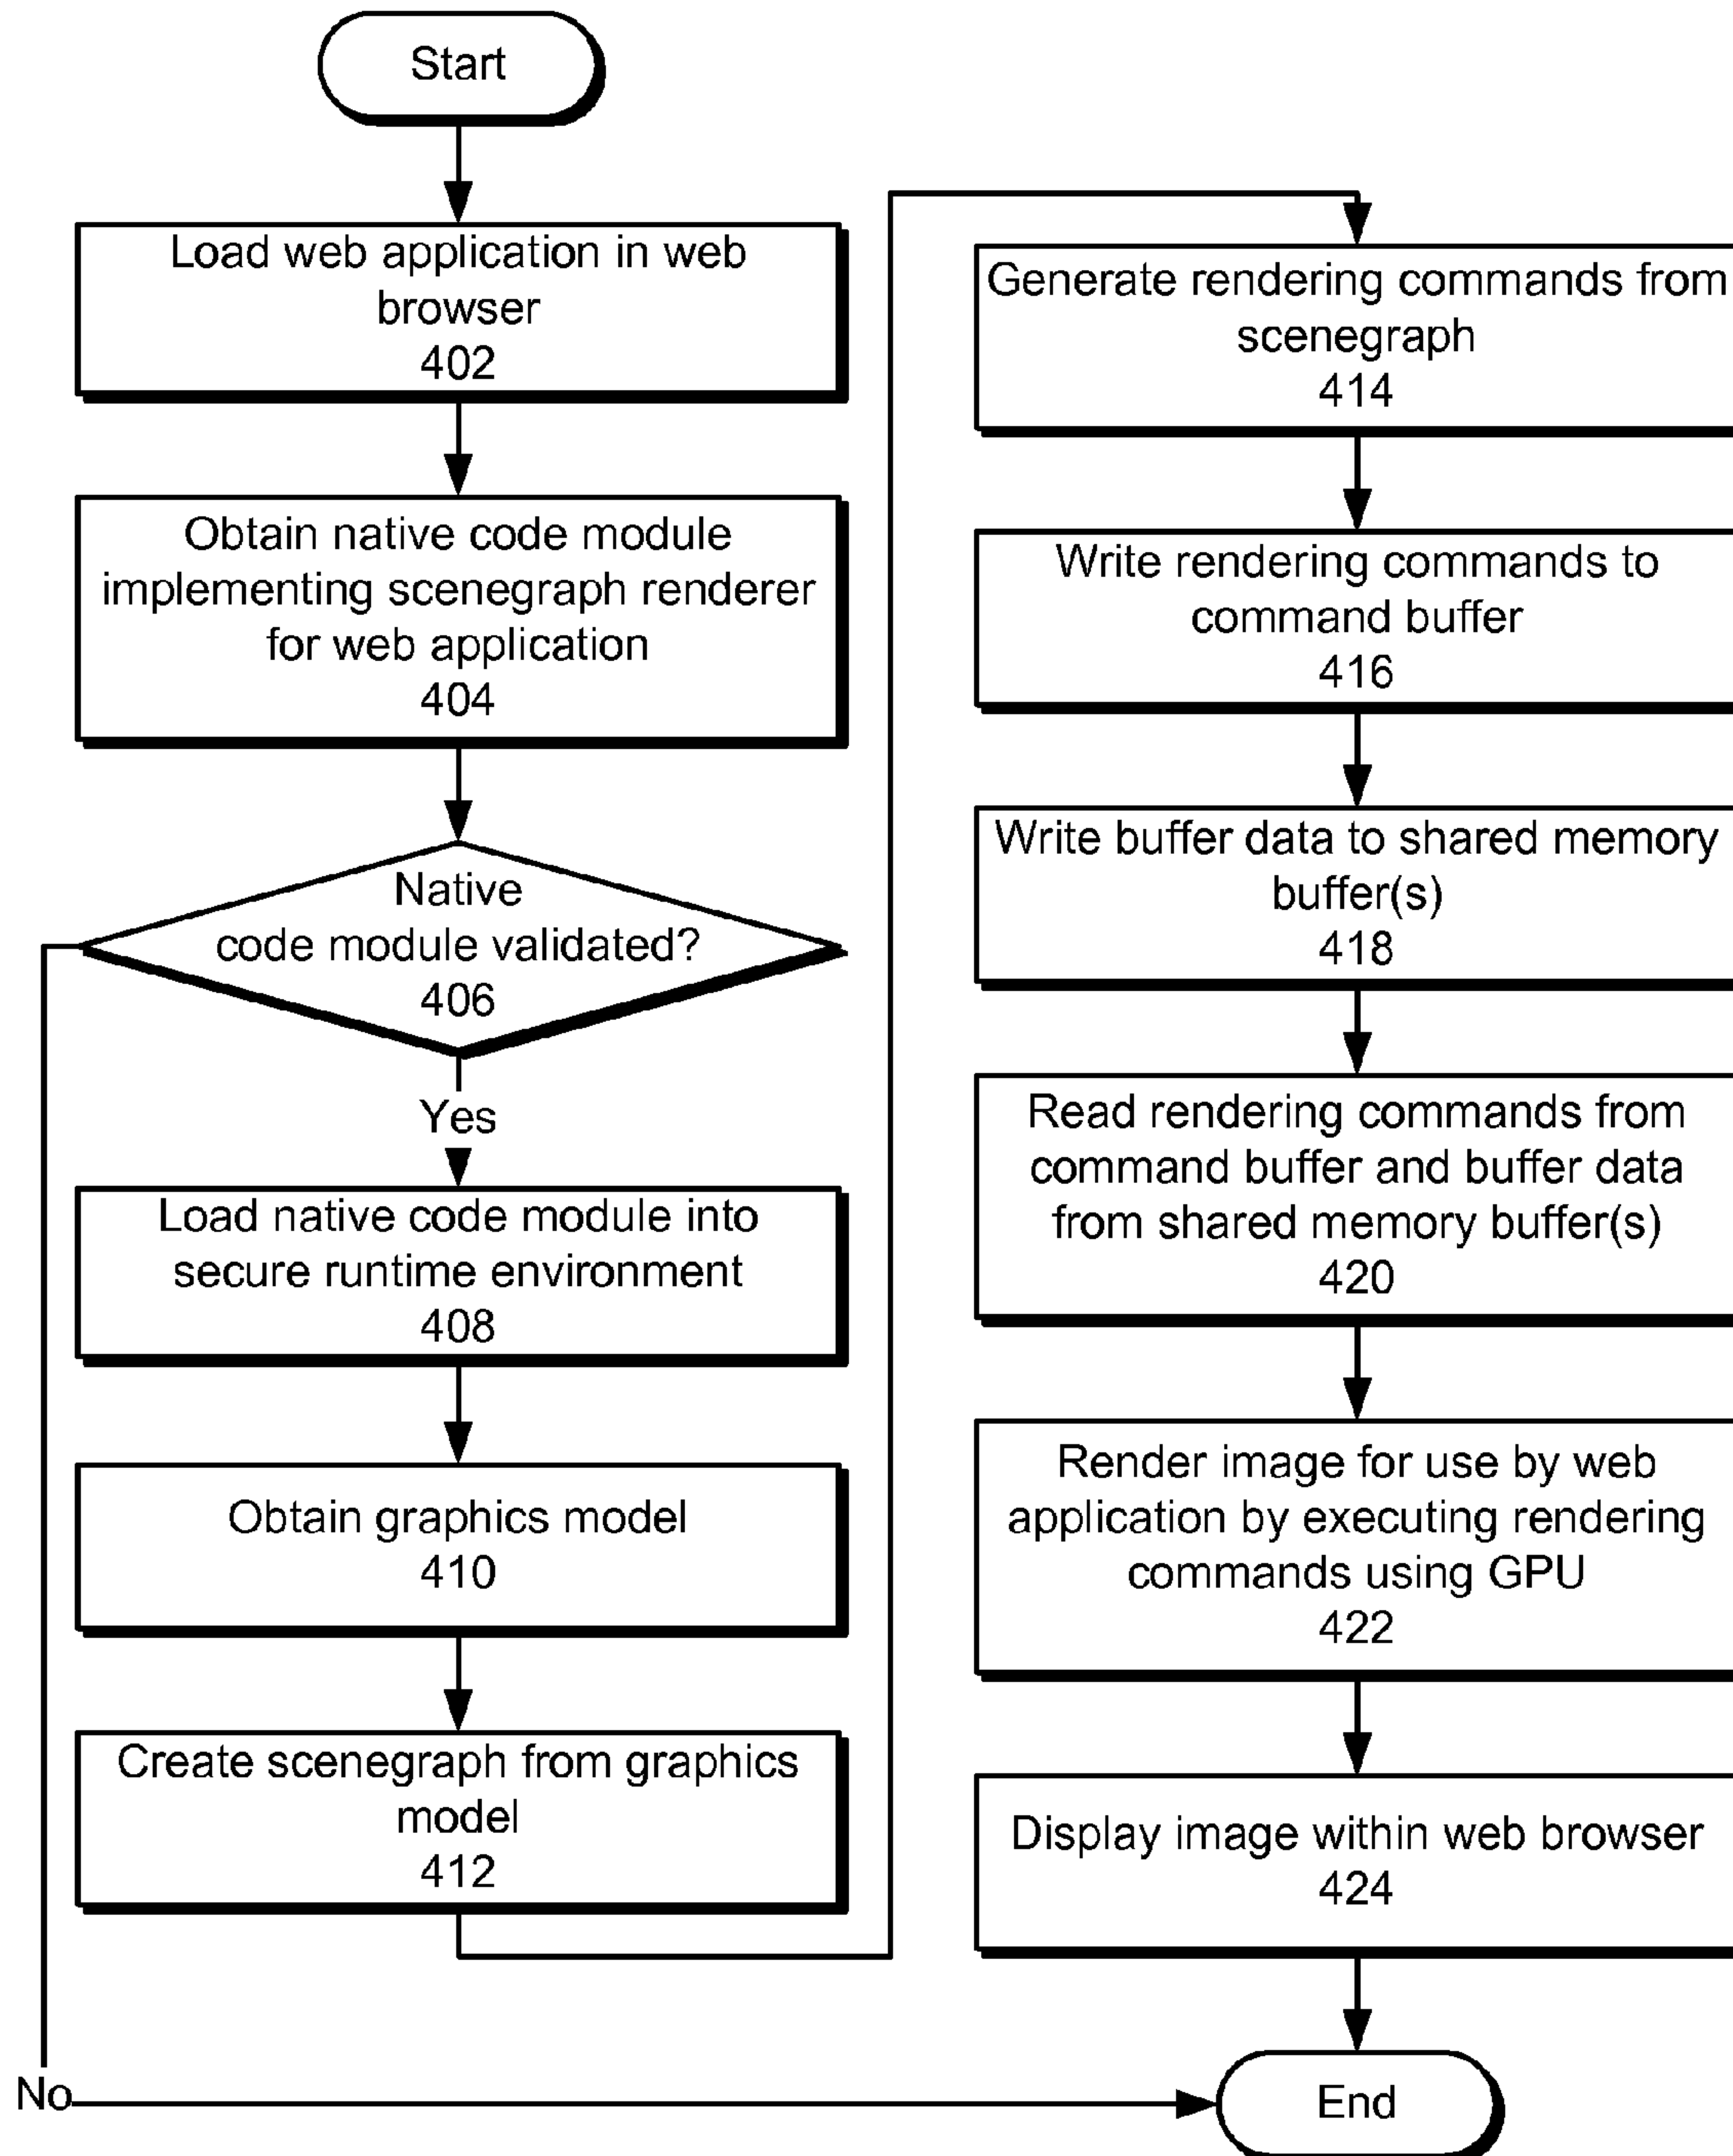 Start
Load web application in web
browser
402
Obtain native code module
implementing scenegraph renderer
for web application
404
Native
code module validated?
406
Yes
Load native code module into
secure runtime environment
408
Obtain graphics model
410
Create scenegraph from graphics
model
412
No
Generate rendering commands from
scenegraph
414
Write rendering commands to
command buffer
416
Write buffer data to shared memory
buffer(s)
418
Read rendering commands from
command buffer and buffer data
from shared memory buffer(s)
420
Render image for use by web
application by executing rendering
commands using GPU
422
Display image within web browser
424
End